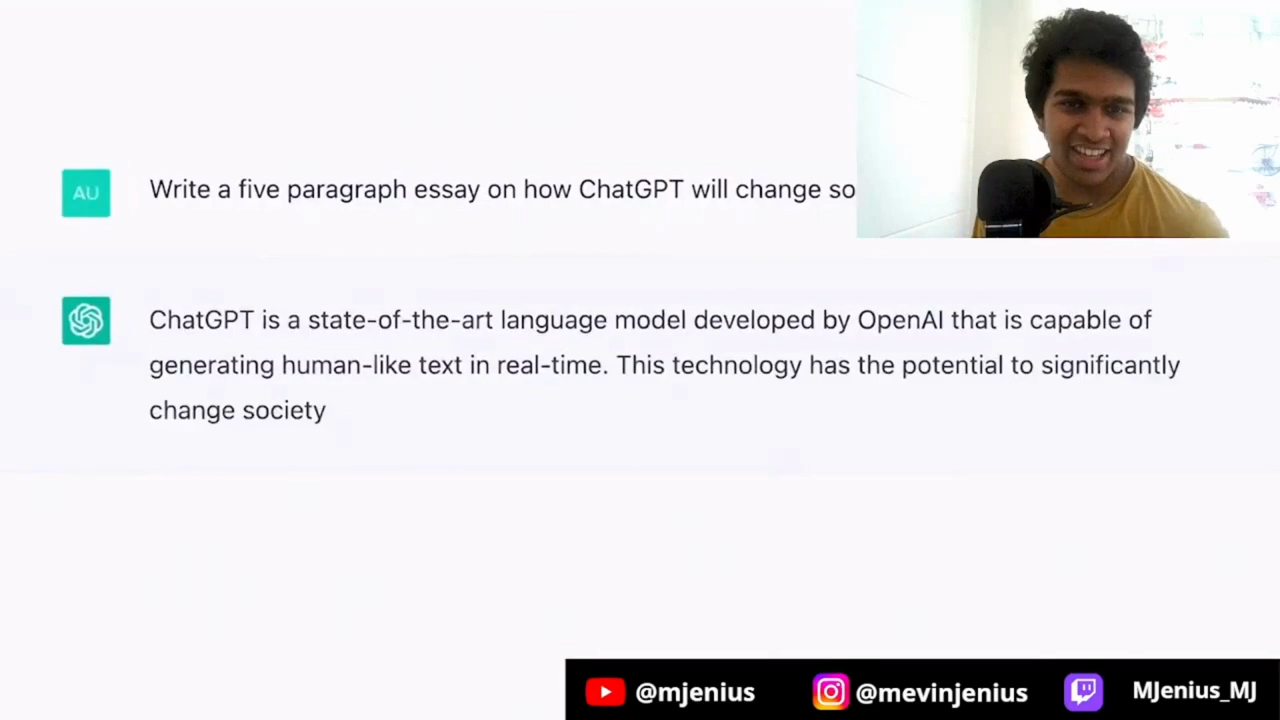 AU
Write a five paragraph essay on how ChatGPT will change so
ChatGPT is a state-of-the-art language model developed by OpenAI that is capable of
generating human-like text in real-time. This technology has the potential to significantly
change society
@mjenius
@mevinjenius
MJenius_MJ